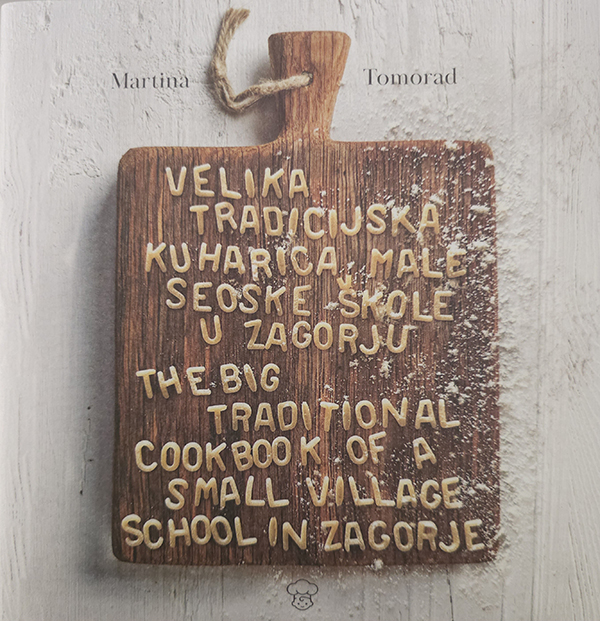 Martina Tomorad
VELIKA
TRADICIJSKA
KUHARICA MALE
SEOSKE ŠKOLE
U ZAGORJU
THE BIG
TRADITIONAL
COOKBOOK OF A
SMALL VILLAGE
SCHOOL IN ZAGORJE